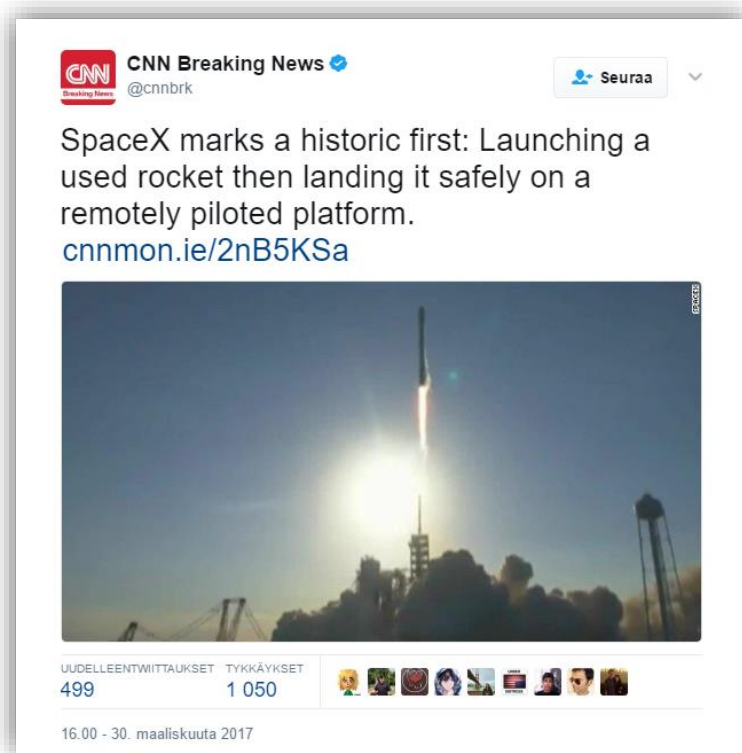 CNN
Breaking News
CNN Breaking News
@cnnbrk
Seuraa
SpaceX marks a historic first: Launching a
used rocket then landing it safely on a
remotely piloted platform.
cnnmon.ie/2nB5KSa
SPACEX
UUDELLEENTWIITTAUKSET TYKKÄYKSET
499 1 050
16.00 - 30. maaliskuuta 2017